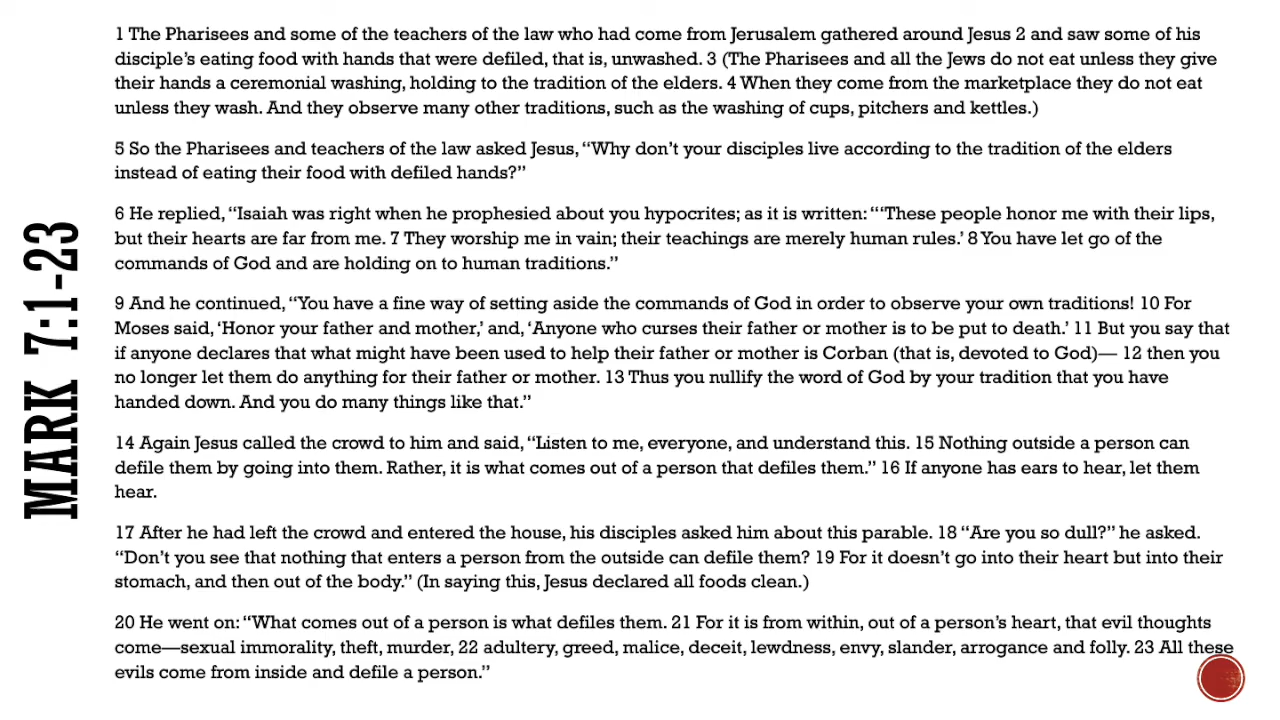 MARK 7:1-23
1 The Pharisees and some of the teachers of the law who had come from Jerusalem gathered around Jesus 2 and saw some of his
disciple’s eating food with hands that were defiled, that is, unwashed. 3 (The Pharisees and all the Jews do not eat unless they give
their hands a ceremonial washing, holding to the tradition of the elders. 4 When they come from the marketplace they do not eat
unless they wash. And they observe many other traditions, such as the washing of cups, pitchers and kettles.)
5 So the Pharisees and teachers of the law asked Jesus, “Why don’t your disciples live according to the tradition of the elders
instead of eating their food with defiled hands?”
6 He replied, “Isaiah was right when he prophesied about you hypocrites; as it is written: “‘These people honor me with their lips,
but their hearts are far from me. 7 They worship me in vain; their teachings are merely human rules.’ 8 You have let go of the
commands of God and are holding on to human traditions.”
9 And he continued, “You have a fine way of setting aside the commands of God in order to observe your own traditions! 10 For
Moses said, ‘Honor your father and mother,’ and, ‘Anyone who curses their father or mother is to be put to death.’ 11 But you say that
if anyone declares that what might have been used to help their father or mother is Corban (that is, devoted to God)— 12 then you
no longer let them do anything for their father or mother. 13 Thus you nullify the word of God by your tradition that you have
handed down. And you do many things like that.”
14 Again Jesus called the crowd to him and said, “Listen to me, everyone, and understand this. 15 Nothing outside a person can
defile them by going into them. Rather, it is what comes out of a person that defiles them.” 16 If anyone has ears to hear, let them
hear.
17 After he had left the crowd and entered the house, his disciples asked him about this parable. 18 “Are you so dull?” he asked.
“Don’t you see that nothing that enters a person from the outside can defile them? 19 For it doesn’t go into their heart but into their
stomach, and then out of the body.” (In saying this, Jesus declared all foods clean.)
20 He went on: “What comes out of a person is what defiles them. 21 For it is from within, out of a person’s heart, that evil thoughts
come—sexual immorality, theft, murder, 22 adultery, greed, malice, deceit, lewdness, envy, slander, arrogance and folly. 23 All these
evils come from inside and defile a person.”